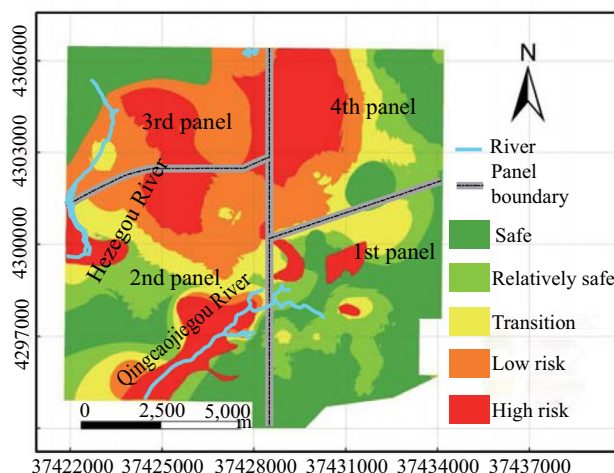 4306000
4303000
4300000
4297000
3rd panel
4th panel
1st panel
2nd panel
Hezegou River
Qingcaojiegou River
N
River
Panel
boundary
Safe
Relatively safe
Transition
Low risk
High risk
0 2,500 5,000
m
37422000 37425000 37428000 37431000 37434000 37437000